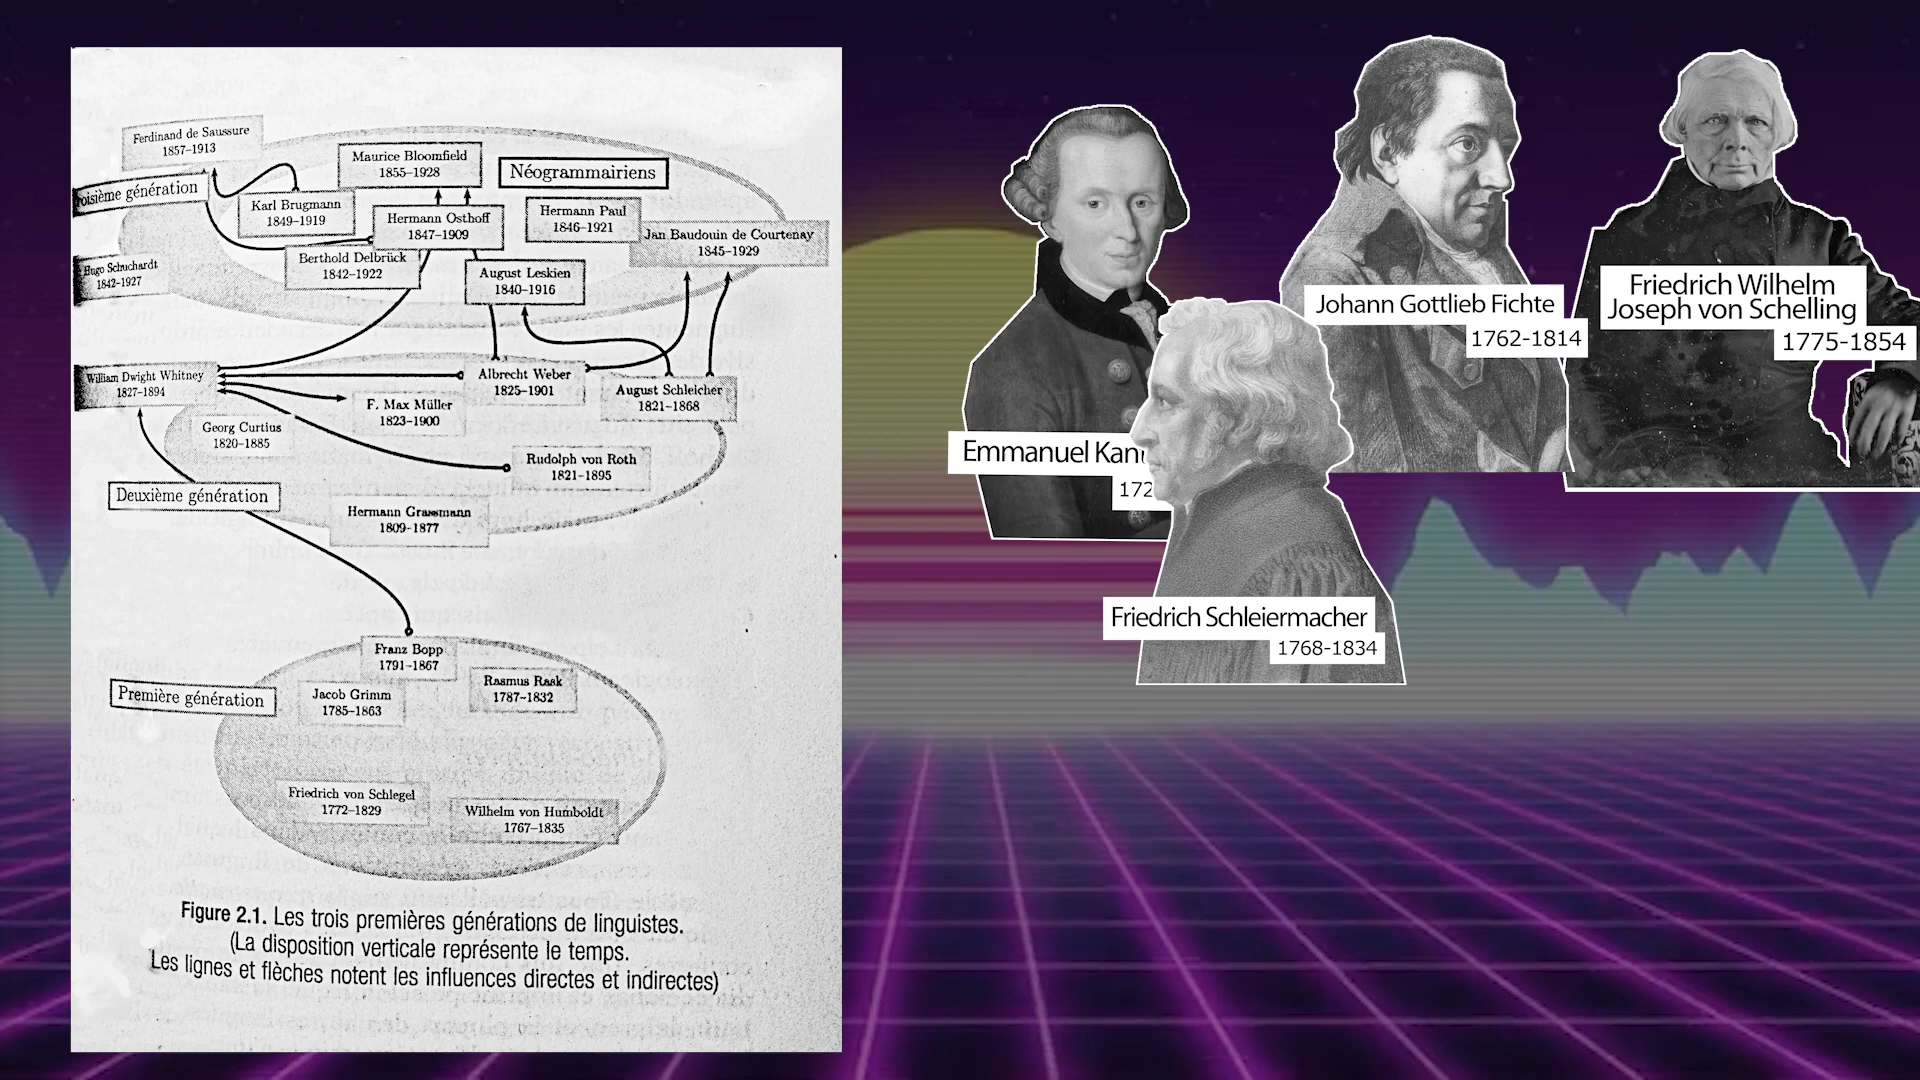 Ferdinand de Saussure
1857-1913
Maurice Bloomfield
1855-1928
Néogrammairiens
oisième génération
Karl Brugmann
1849-1919
Hermann Osthoff
1847-1909
Hermann Paul
1846-1921
Jan Baudouin de Courtenay
1845-1929
Berthold Delbrück
1842-1922
Hugo Schuchardt
1842-1927
August Leskien
1840-1916
William Dwight Whitney
1827-1894
Albrecht Weber
1825-1901
August Schleicher
1821-1868
F. Max Müller
1823-1900
Georg Curtius
1820-1885
Rudolph von Roth
1821-1895
Deuxième génération
Hermann Grassmann
1809-1877
Franz Bopp
1791-1867
Première génération
Jacob Grimm
1785-1863
Rasmus Rask
1787-1832
Friedrich von Schlegel
1772-1829
Wilhelm von Humboldt
1767-1835
Figure 2.1. Les trois premières générations de linguistes.
(La disposition verticale représente le temps.
Les lignes et flèches notent les influences directes et indirectes)
Emmanuel Kan
172
Friedrich Schleiermacher
1768-1834
Johann Gottlieb Fichte
1762-1814
Friedrich Wilhelm
Joseph von Schelling
1775-1854